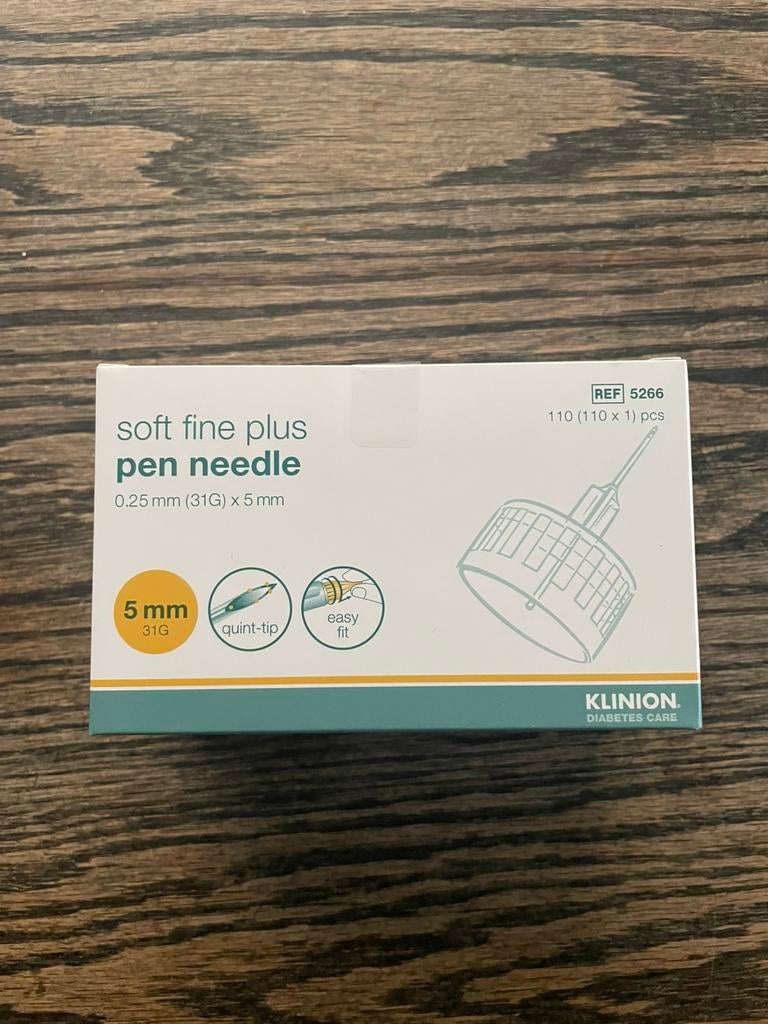 soft fine plus
pen needle
0.25 mm (31G) x 5 mm
REF 5266
110 (110 x 1) pcs
5 mm
31G
quint-tip
easy
fit
KLINION®
DIABETES CARE